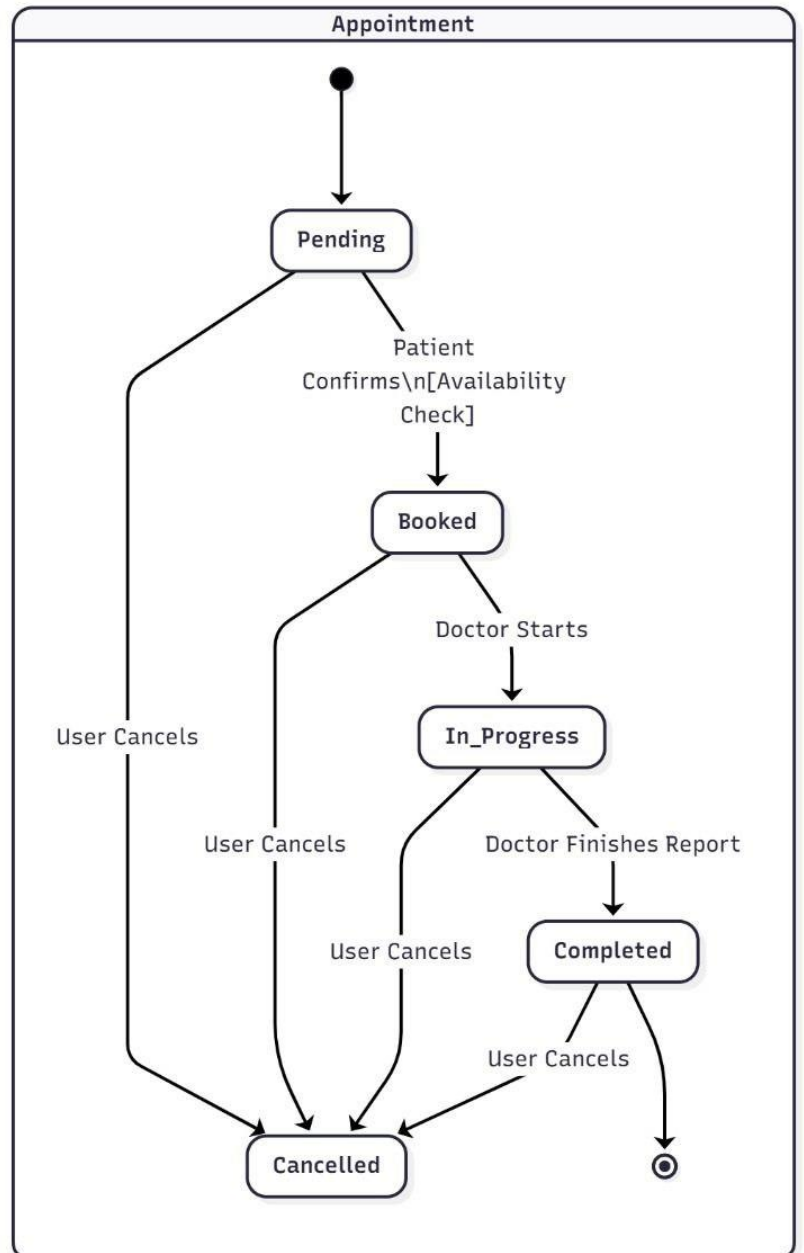 Appointment
Pending
Patient
Confirms\n[Availability
Check]
Booked
Doctor Starts
In_Progress
User Cancels
User Cancels
Doctor Finishes Report
User Cancels
Completed
User Cancels
Cancelled